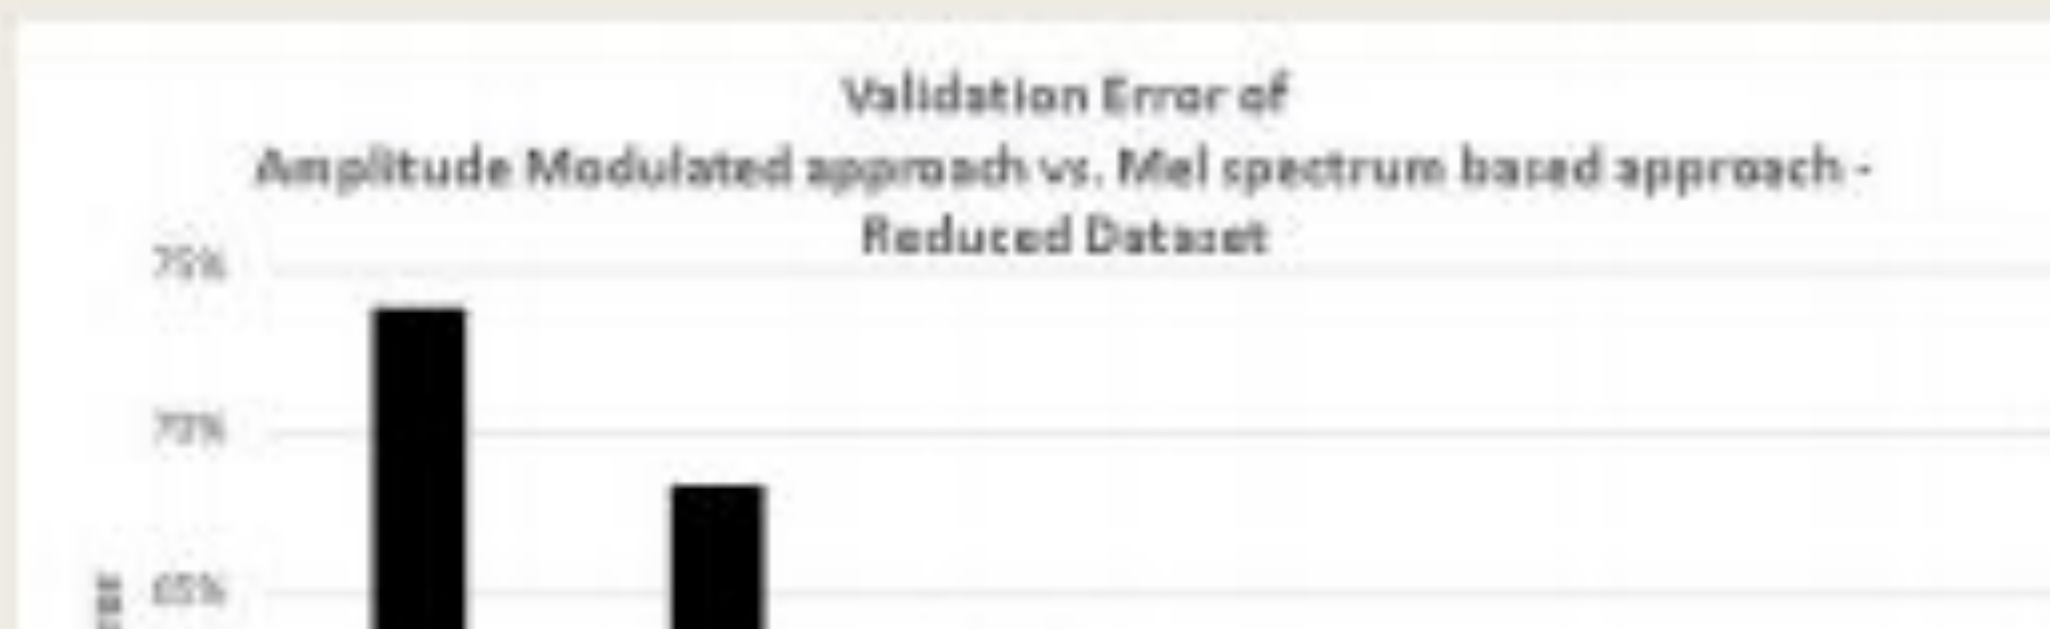 Validation Error of
Amplitude Modulated approach vs. Mel spectrum based approach -
Reduced Dataset
75%
70%
65%